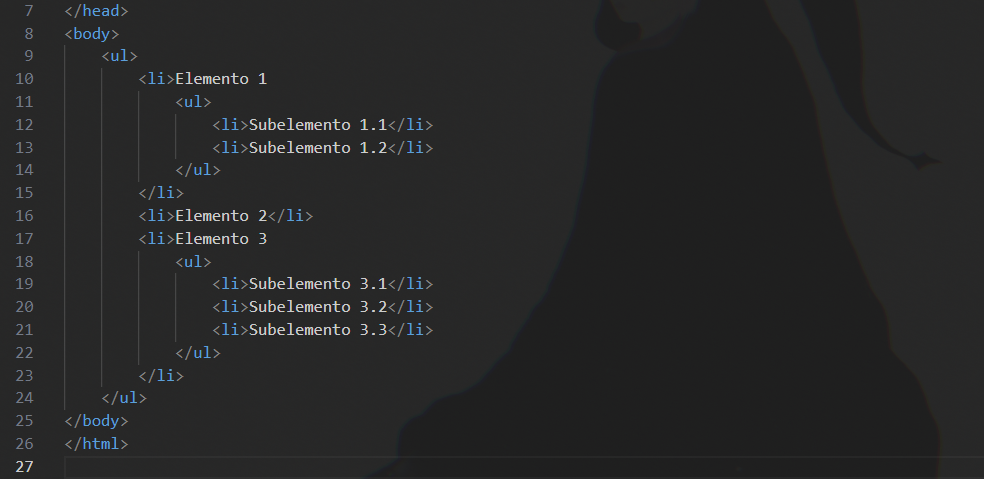 7 </head>
8 <body>
9 <ul>
10 <li>Elemento 1
11 <ul>
12 <li>Subelemento 1.1</li>
13 <li>Subelemento 1.2</li>
14 </ul>
15 </li>
16 <li>Elemento 2</li>
17 <li>Elemento 3
18 <ul>
19 <li>Subelemento 3.1</li>
20 <li>Subelemento 3.2</li>
21 <li>Subelemento 3.3</li>
22 </ul>
23 </li>
24 </ul>
25 </body>
26 </html>
27